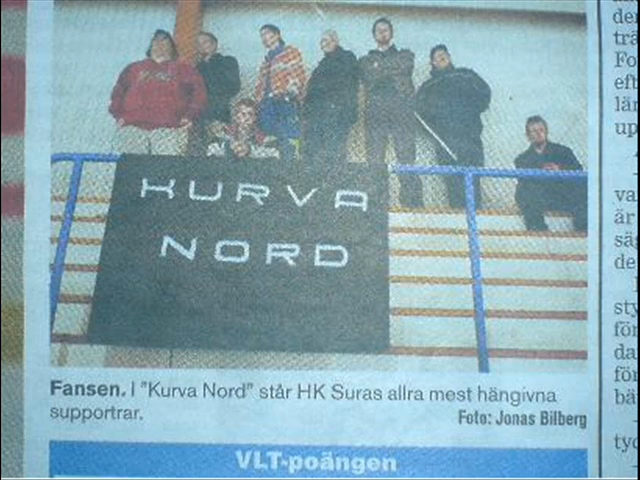 KURVA
NORD
Fansen. I "Kurva Nord" står HK Suras allra mest hängivna
supportrar.
Foto: Jonas Bilberg
VLT-poängen